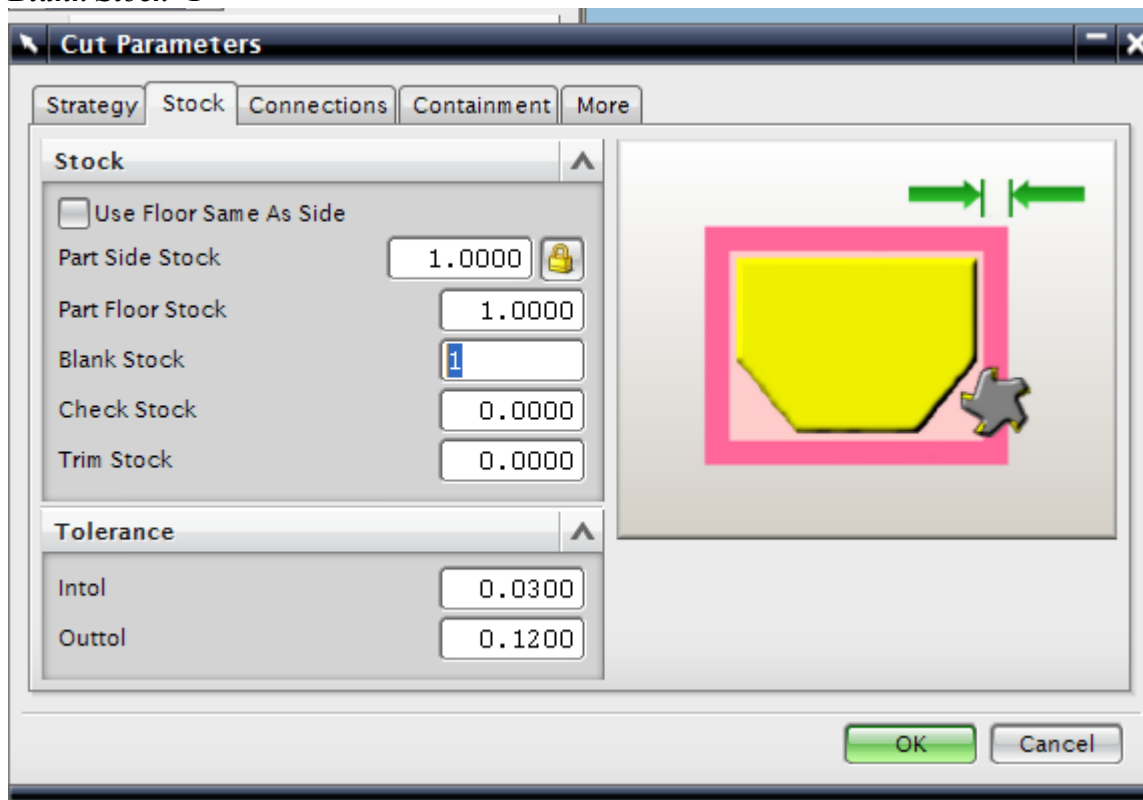 Cut Parameters
Strategy Stock Connections Containment More
Stock
Use Floor Same As Side
Part Side Stock 1.0000
Part Floor Stock 1.0000
Blank Stock 1
Check Stock 0.0000
Trim Stock 0.0000
Tolerance
Intol 0.0300
Outtol 0.1200
OK Cancel